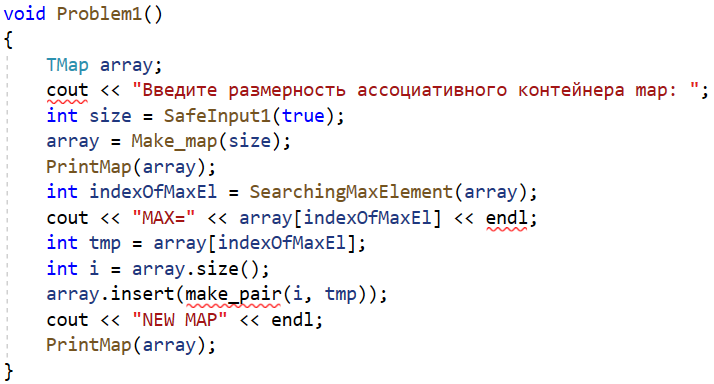 void Problem1()
{
    TMap array;
    cout << "Введите размерность ассоциативного контейнера map: ";
    int size = SafeInput1(true);
    array = Make_map(size);
    PrintMap(array);
    int indexOfMaxEl = SearchingMaxElement(array);
    cout << "MAX=" << array[indexOfMaxEl] << endl;
    int tmp = array[indexOfMaxEl];
    int i = array.size();
    array.insert(make_pair(i, tmp));
    cout << "NEW MAP" << endl;
    PrintMap(array);
}